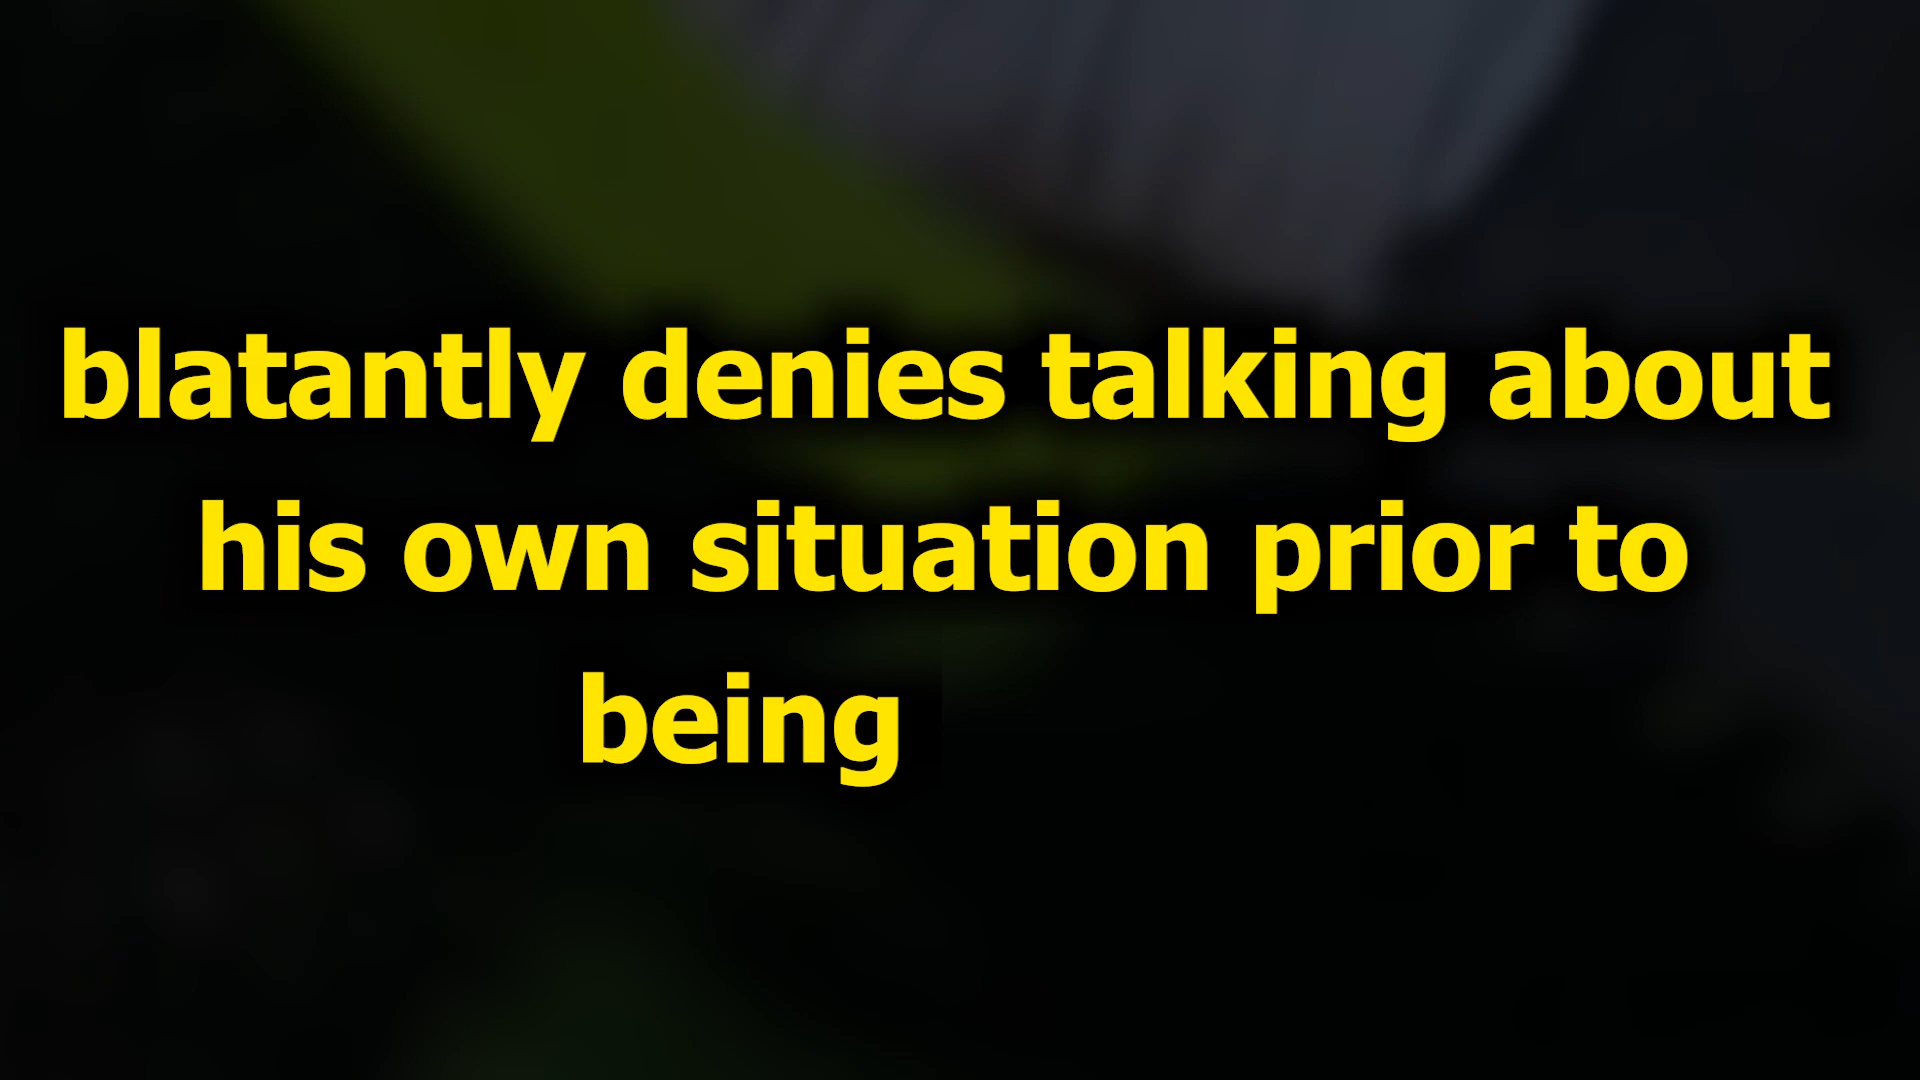 blatantly denies talking about
his own situation prior to
being